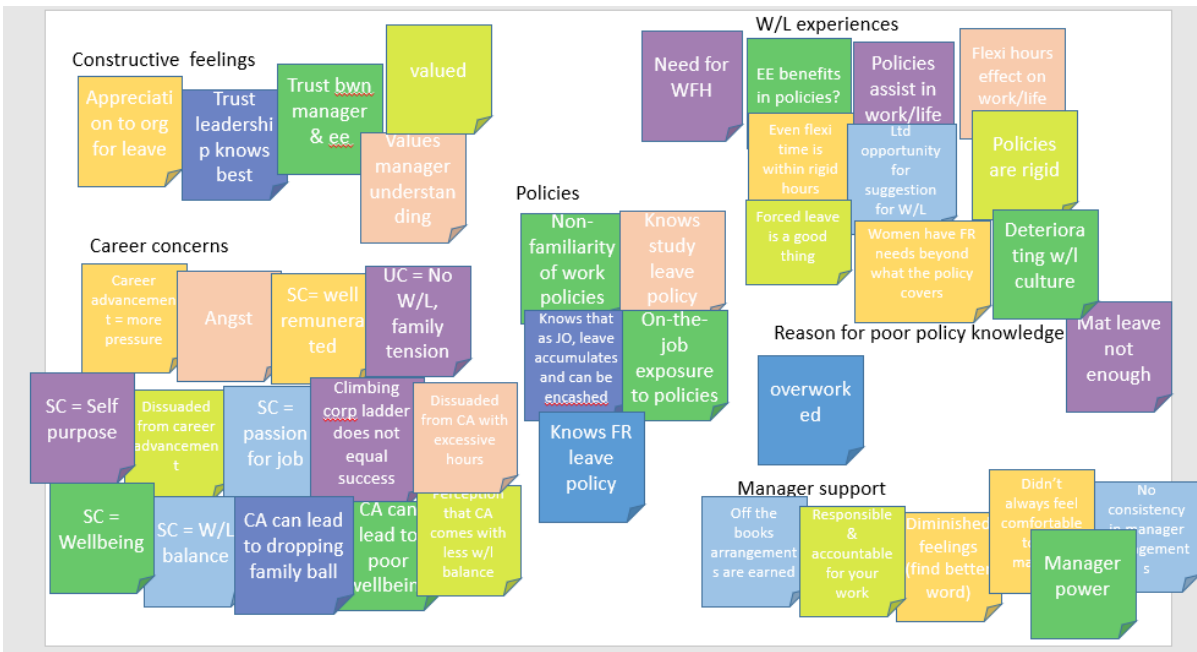 Constructive feelings
Appreciati
on to org
for leave
Trust
leadershi
p knows
best
Trust bwn
manager
& ee
valued
Values
manager
understan
ding
Career concerns
Career
advancemen
t = more
pressure
Angst
SC= well
remunera
ted
UC = No
W/L,
family
tension
SC = Self
purpose
Dissuaded
from career
advancemen
t
SC =
passion
for job
Climbing
corp ladder
does not
equal
success
Dissuaded
from CA with
excessive
hours
SC =
Wellbeing
SC = W/L
balance
CA can lead
to dropping
family ball
CA can
lead to
poor
wellbein
Perception
that CA
comes with
less w/l
balance
Policies
Non-
familiarity
of work
policies
Knows
study
leave
policy
Knows that
as JO, leave
accumulates
and can be
encashed
On-the-
job
exposure
to policies
Knows FR
leave
policy
W/L experiences
Need for
WFH
EE benefits
in policies?
Policies
assist in
work/life
Flexi hours
effect on
work/life
Even flexi
time is
within rigid
hours
Ltd
opportunity
for
suggestion
for W/L
Policies
are rigid
Forced leave
is a good
thing
Women have FR
needs beyond
what the policy
covers
Deteriora
ting w/l
culture
Mat leave
not
enough
Reason for poor policy knowledge
overwork
ed
Manager support
Off the
books
arrangement
s are earned
Responsible
&
accountable
for your
work
Diminished
feelings
(find better
word)
Didn't
always feel
comfortable
No
consistency
in manager
s
Manager
power